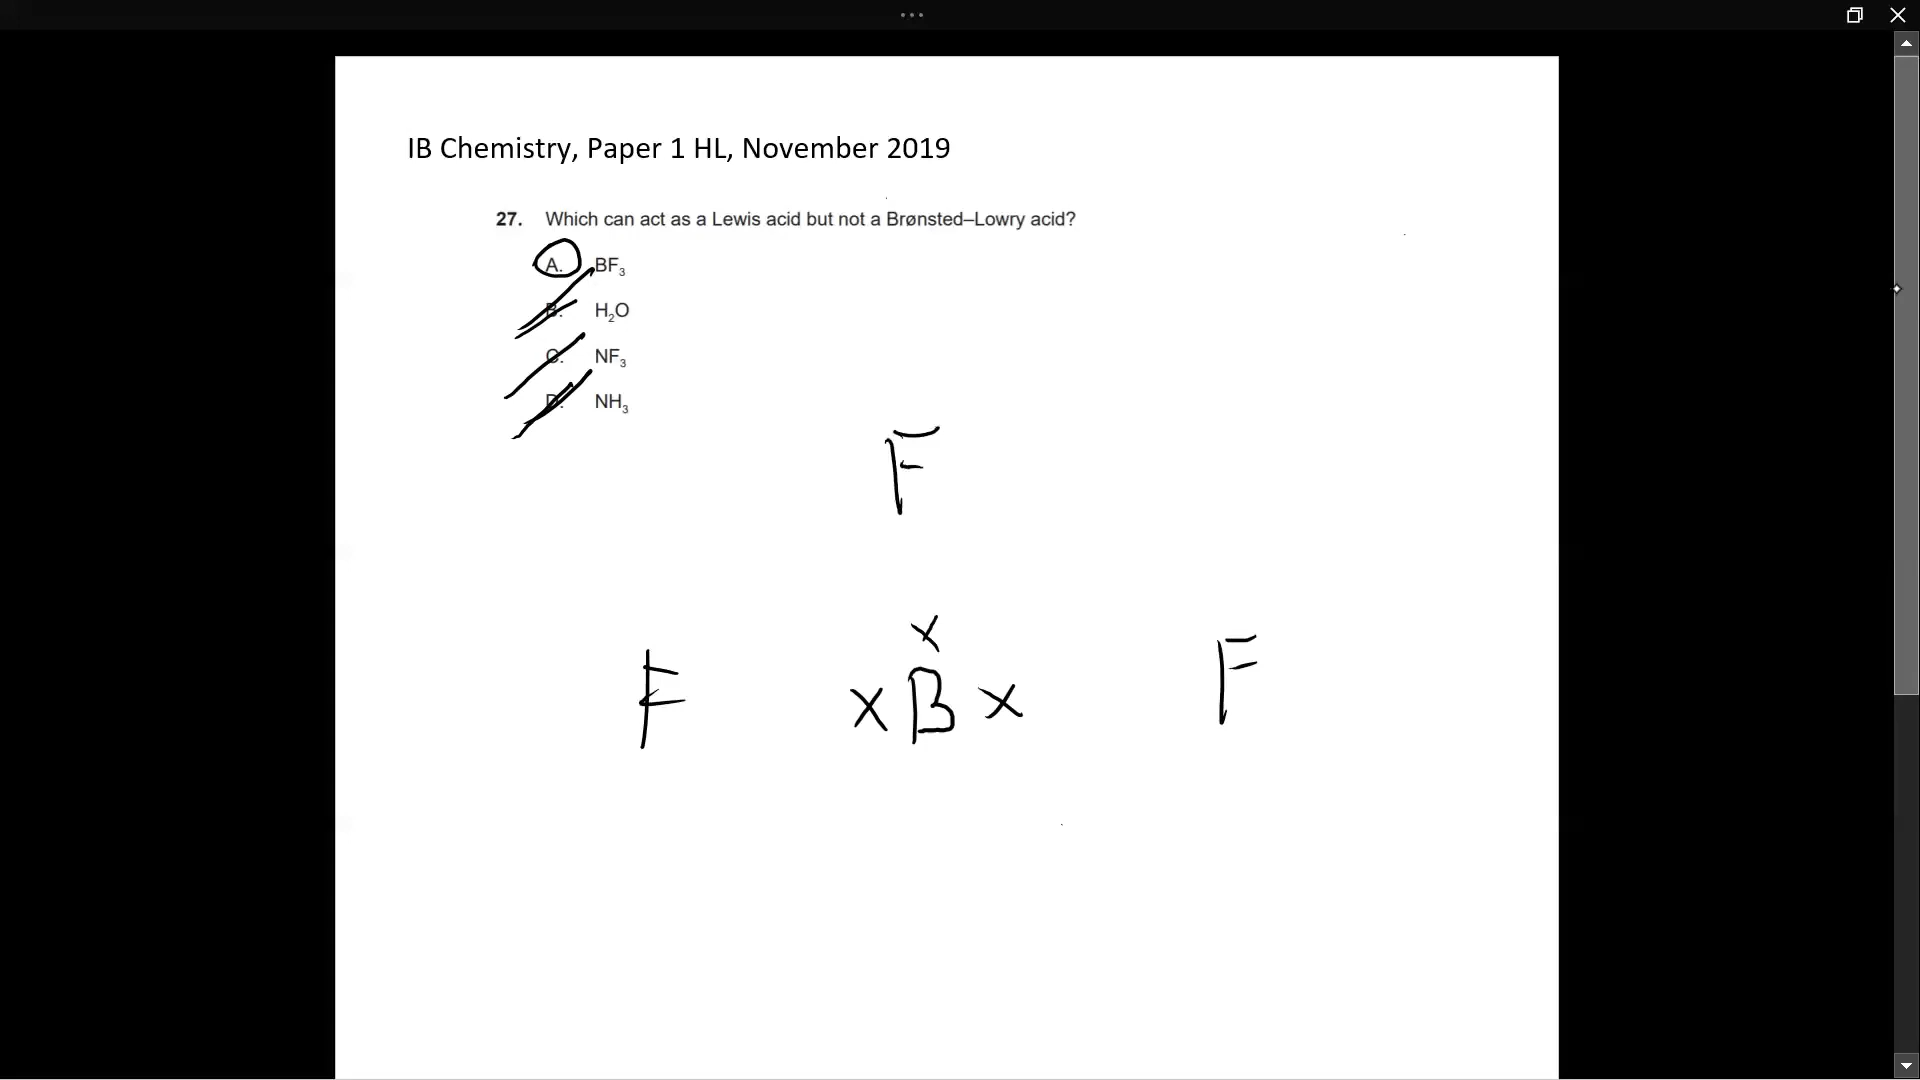 IB Chemistry, Paper 1 HL, November 2019
27. Which can act as a Lewis acid but not a Brønsted–Lowry acid?
A. BF₃
B. H₂O
C. NF₃
D. NH₃
F
x
F x B x F